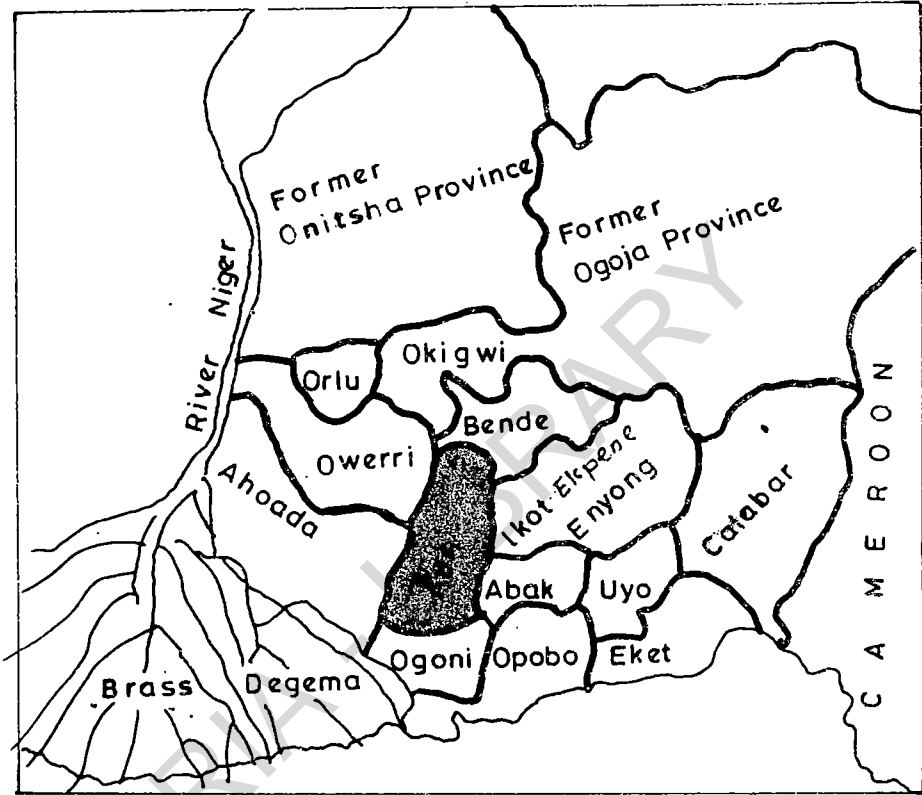 Former
Onitsha Province
Former
Ogoja Province
River Niger
Orlu
Okigwi
Bende
Owerri
Ahoada
Ikot Ekpene
Enyong
Catabar
CAMEROON
Abak
Uyo
Ogoni
Opobo
Eket
Brass
Degema